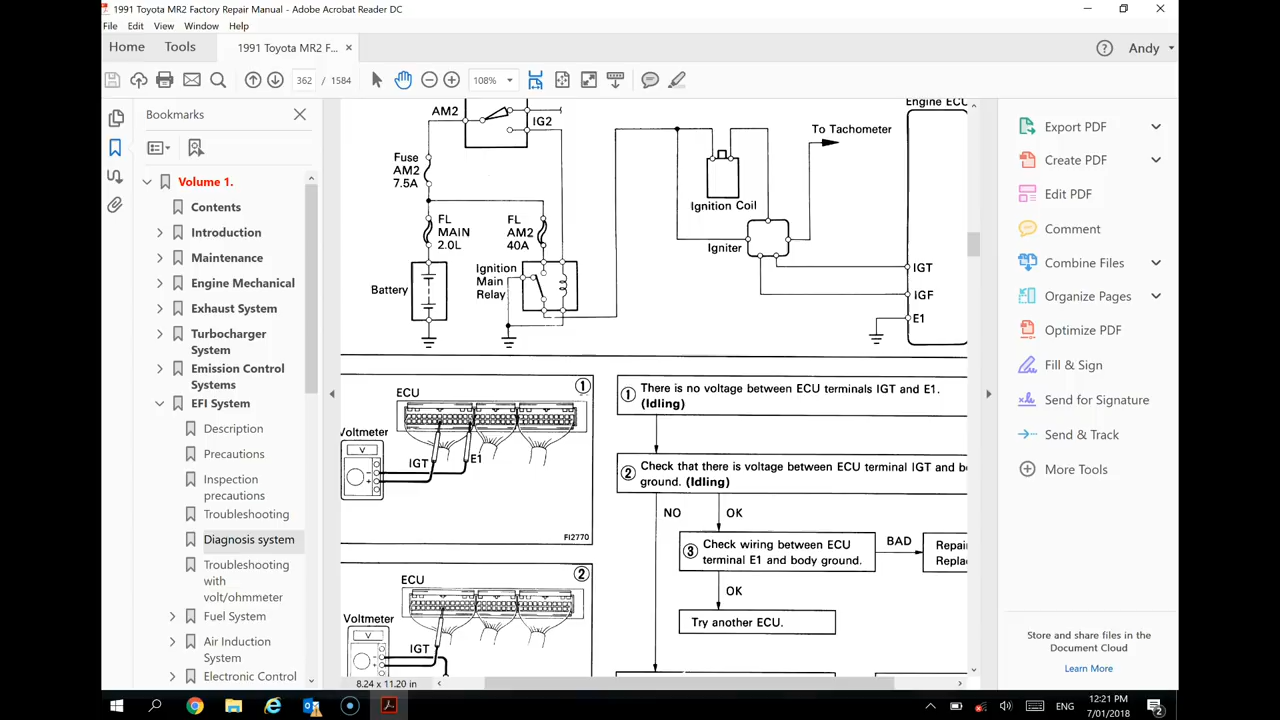 1991 Toyota MR2 Factory Repair Manual - Adobe Acrobat Reader DC
File Edit View Window Help
Home Tools 1991 Toyota MR2 F... × Andy
362 / 1584 108%
Bookmarks
Volume 1.
Contents
Introduction
Maintenance
Engine Mechanical
Exhaust System
Turbocharger
System
Emission Control
Systems
EFI System
Description
Precautions
Inspection
precautions
Troubleshooting
Diagnosis system
Troubleshooting
with
volt/ohmmeter
Fuel System
Air Induction
System
Electronic Control
AM2
IG2
Fuse
AM2
7.5A
FL
MAIN
2.0L
FL
AM2
40A
Battery
Ignition
Main
Relay
Ignition Coil
Igniter
To Tachometer
Engine ECU
IGT
IGF
E1
1
ECU
Voltmeter
V
IGT
E1
FI2770
2
ECU
Voltmeter
V
IGT
1 There is no voltage between ECU terminals IGT and E1.
(Idling)
2 Check that there is voltage between ECU terminal IGT and bo
ground. (Idling)
NO OK
3 Check wiring between ECU
terminal E1 and body ground.
BAD
Repair
Replac
OK
Try another ECU.
8.24 x 11.20 in
Export PDF
Create PDF
Edit PDF
Comment
Combine Files
Organize Pages
Optimize PDF
Fill & Sign
Send for Signature
Send & Track
More Tools
Store and share files in the
Document Cloud
Learn More
ENG
12:21 PM
7/01/2018
2